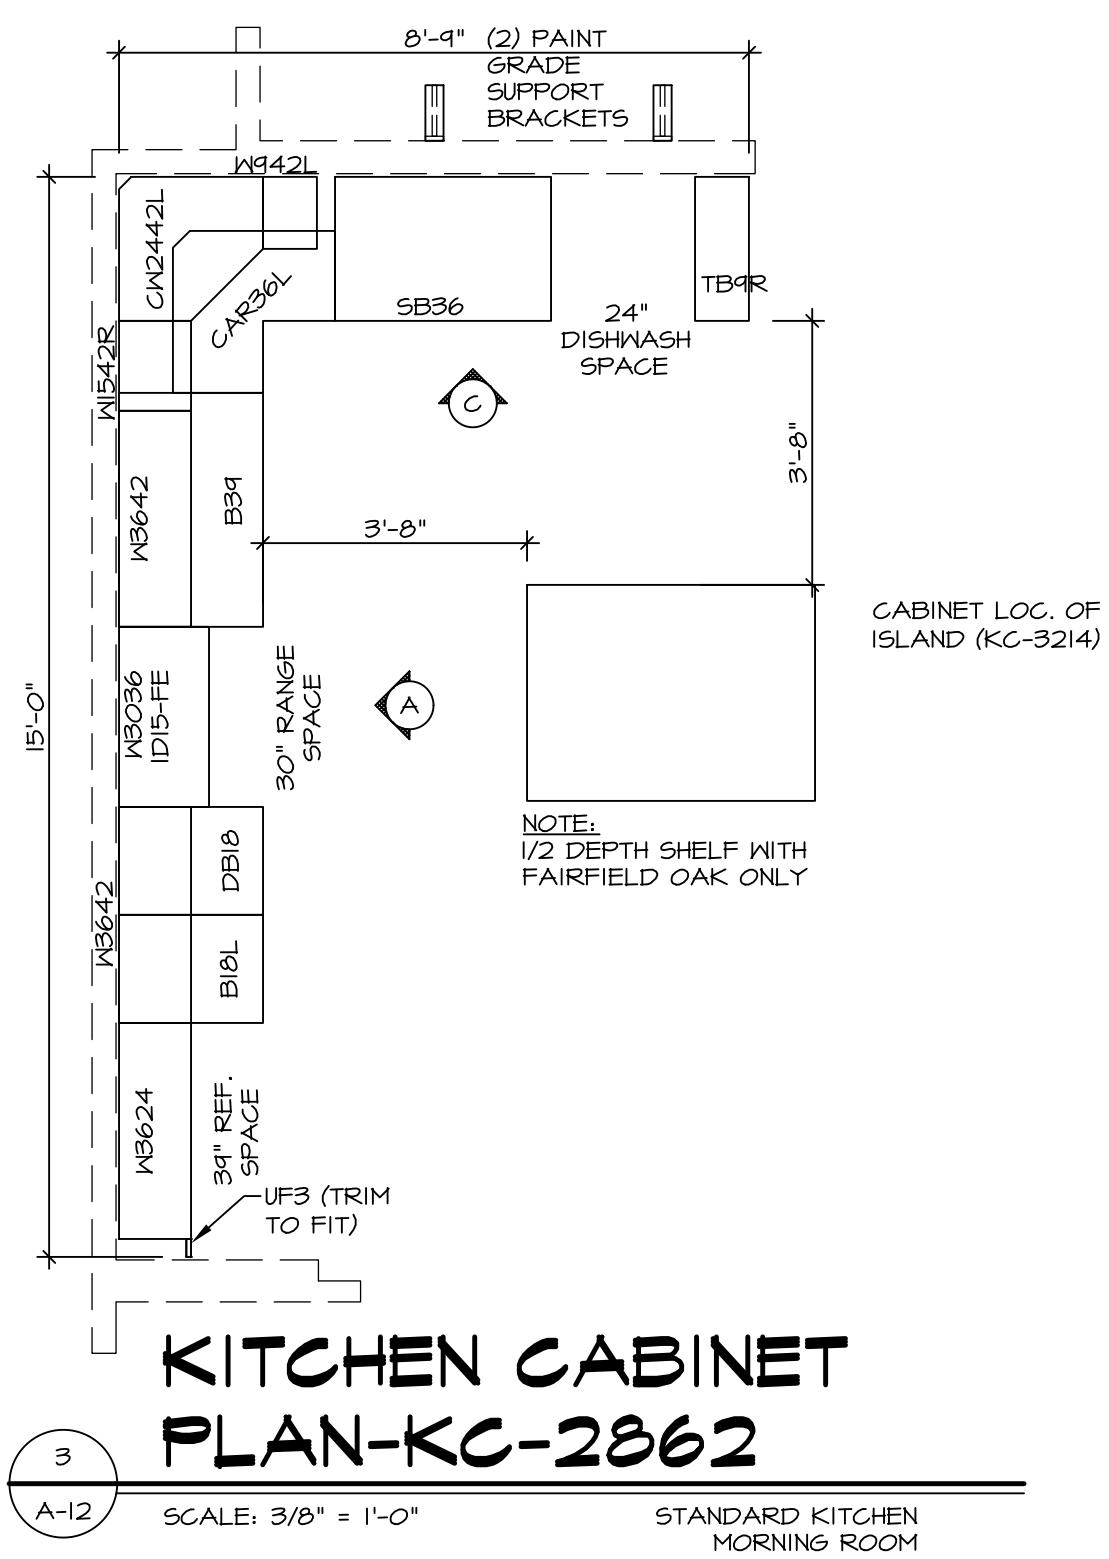 8'-9"
(2) PAINT
GRADE
SUPPORT
BRACKETS
W942L
CW2442L
CAR36L
SB36
24"
DISHWASH
SPACE
TB9R
W1542R
C
3'-8"
W3642
B39
3'-8"
CABINET LOC. OF
ISLAND (KC-3214)
15'-0"
W3036
1D15-FE
30" RANGE
SPACE
A
NOTE:
1/2 DEPTH SHELF WITH
FAIRFIELD OAK ONLY
DB18
W3642
B18L
W3624
39" REF.
SPACE
UF3 (TRIM
TO FIT)
KITCHEN CABINET
PLAN-KC-2862
3
A-12
SCALE: 3/8" = 1'-0"
STANDARD KITCHEN
MORNING ROOM